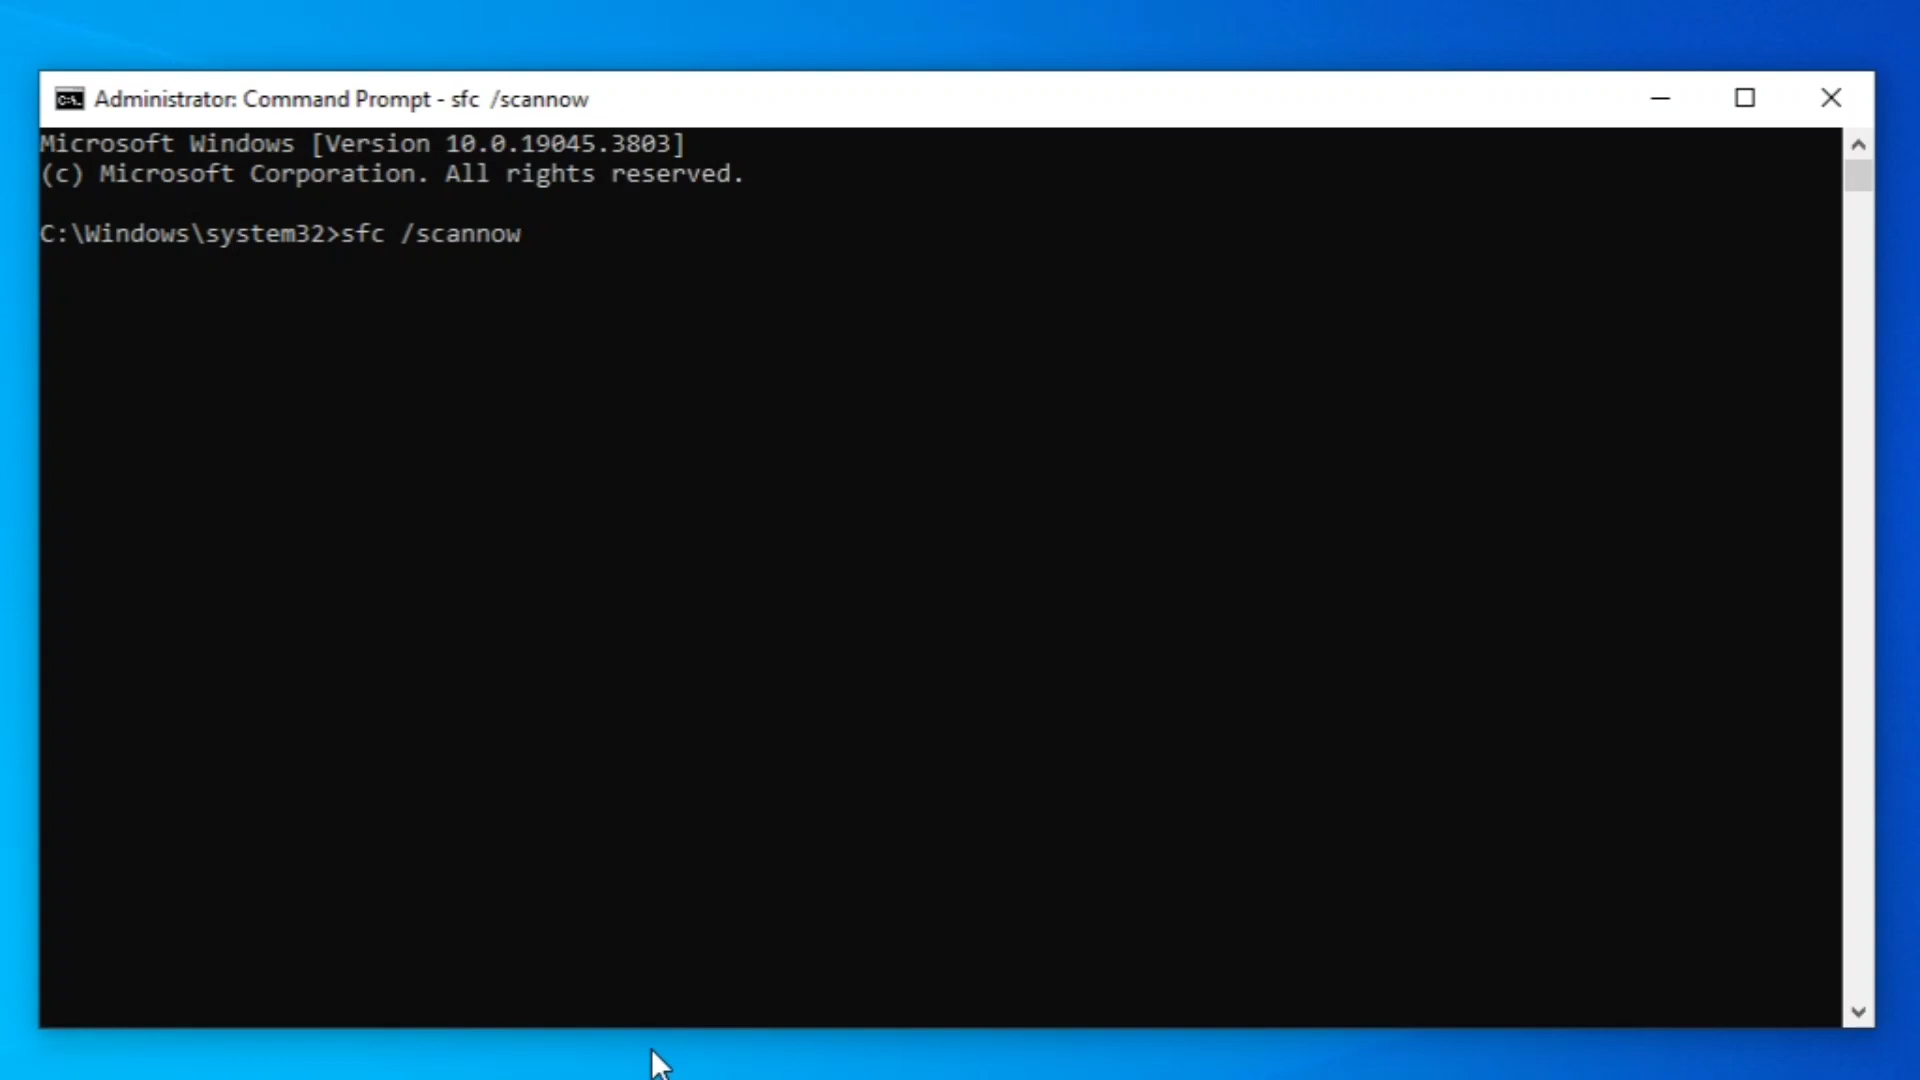 Administrator: Command Prompt - sfc  /scannow
Microsoft Windows [Version 10.0.19045.3803]
(c) Microsoft Corporation. All rights reserved.
C:\Windows\system32>sfc /scannow